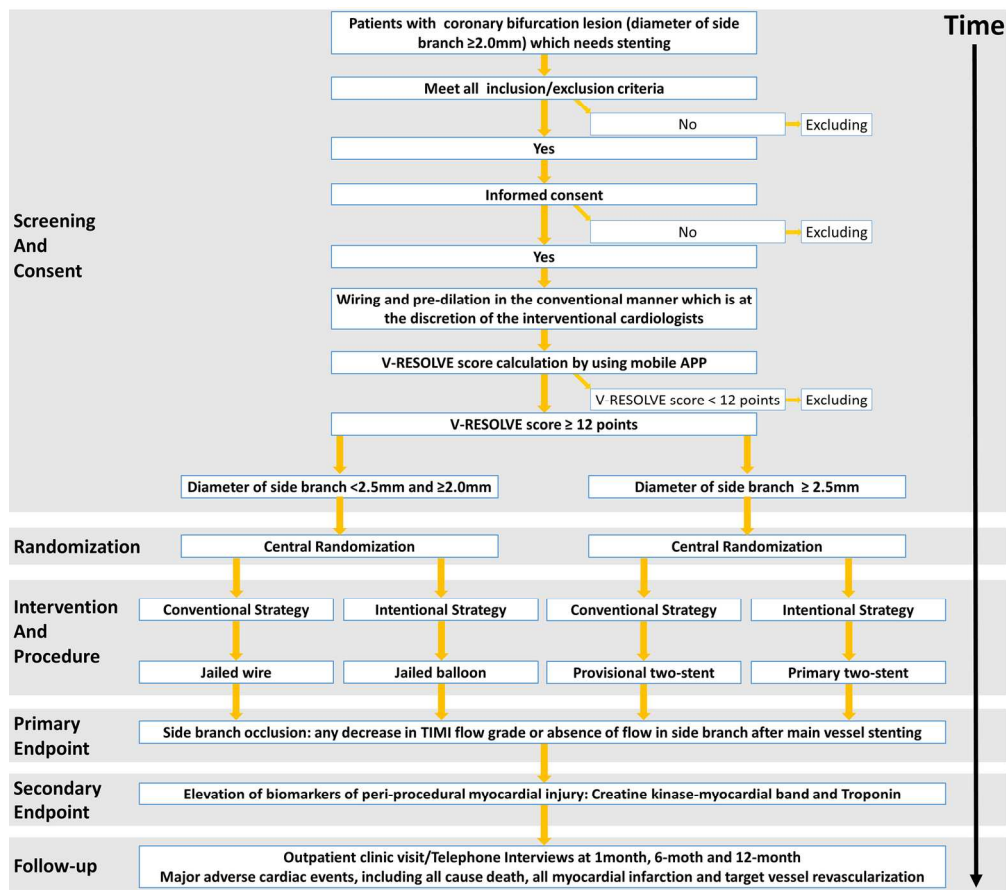 Time
Patients with coronary bifurcation lesion (diameter of side
branch ≥2.0mm) which needs stenting
Meet all inclusion/exclusion criteria
No
Excluding
Yes
Screening
And
Consent
Informed consent
No
Excluding
Yes
Wiring and pre-dilation in the conventional manner which is at
the discretion of the interventional cardiologists
V-RESOLVE score calculation by using mobile APP
V-RESOLVE score < 12 points
Excluding
V-RESOLVE score ≥ 12 points
Diameter of side branch <2.5mm and ≥2.0mm
Diameter of side branch ≥ 2.5mm
Randomization
Central Randomization
Central Randomization
Intervention
And
Procedure
Conventional Strategy
Intentional Strategy
Conventional Strategy
Intentional Strategy
Jailed wire
Jailed balloon
Provisional two-stent
Primary two-stent
Primary
Endpoint
Side branch occlusion: any decrease in TIMI flow grade or absence of flow in side branch after main vessel stenting
Secondary
Endpoint
Elevation of biomarkers of peri-procedural myocardial injury: Creatine kinase-myocardial band and Troponin
Follow-up
Outpatient clinic visit/Telephone Interviews at 1month, 6-moth and 12-month
Major adverse cardiac events, including all cause death, all myocardial infarction and target vessel revascularization